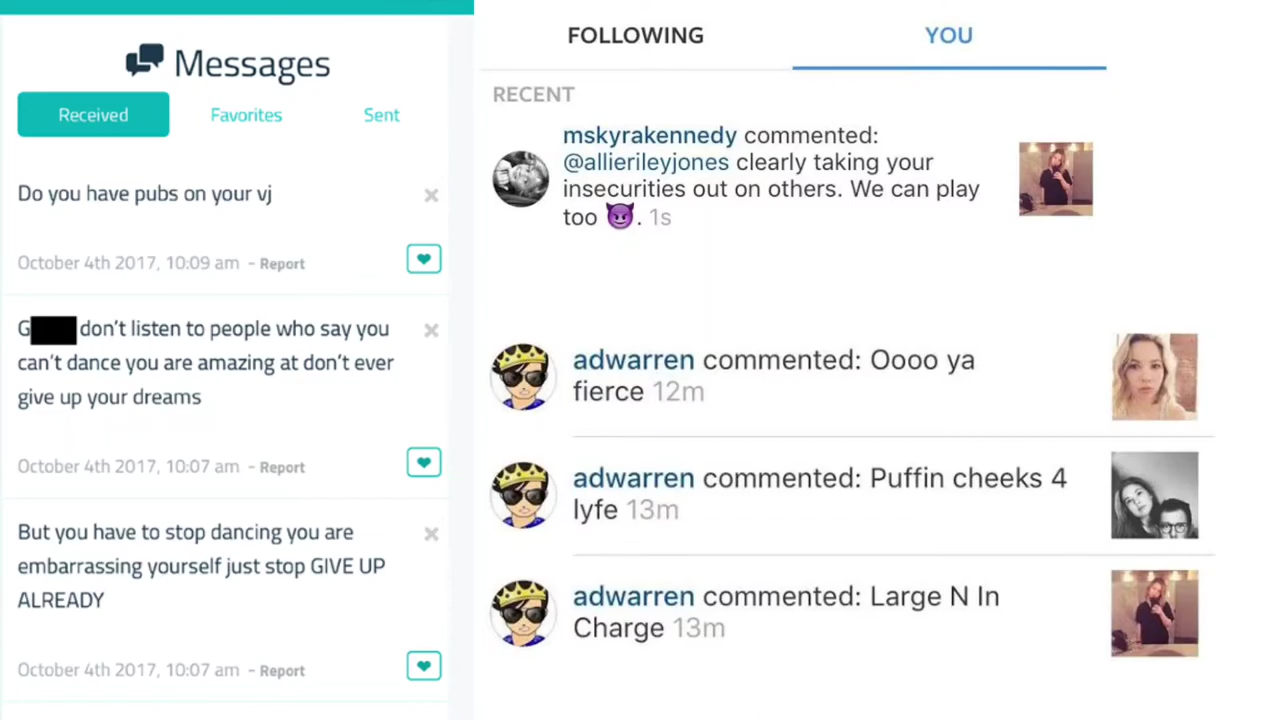 Messages
Received
Favorites
Sent
Do you have pubs on your vj
October 4th 2017, 10:09 am - Report
G don't listen to people who say you
can't dance you are amazing at don't ever
give up your dreams
October 4th 2017, 10:07 am - Report
But you have to stop dancing you are
embarrassing yourself just stop GIVE UP
ALREADY
October 4th 2017, 10:07 am - Report
FOLLOWING
YOU
RECENT
mskyrakennedy commented:
@allierileyjones clearly taking your
insecurities out on others. We can play
too 😈. 1s
adwarren commented: Oooo ya
fierce 12m
adwarren commented: Puffin cheeks 4
lyfe 13m
adwarren commented: Large N In
Charge 13m